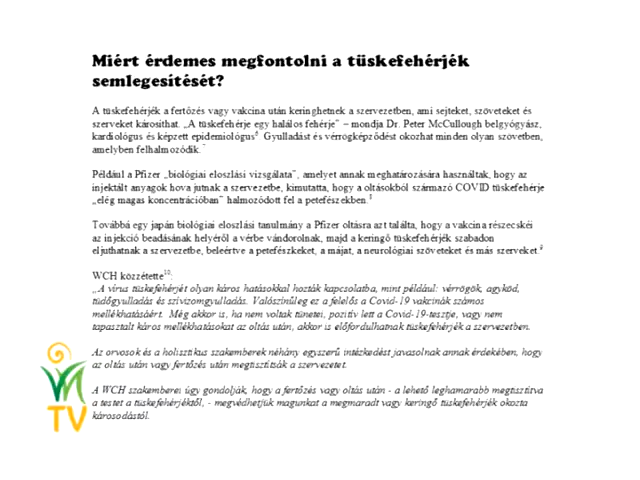 Miért érdemes megfontolni a tüskefehérjék
semlegesítését?
A tüskefehérjék a fertőzés vagy vakcina után keringhetnek a szervezetben, ami sejteket, szöveteket és
szerveket károsíthat. „A tüskefehérje egy halálos fehérje” – mondja Dr. Peter McCullough belgyógyász,
kardiológus és képzett epidemiológus⁶ Gyulladást és vérrögképződést okozhat minden olyan szövetben,
amelyben felhalmozódik.⁷
Például a Pfizer „biológiai eloszlási vizsgálata”, amelyet annak meghatározására használtak, hogy az
injektált anyagok hova jutnak a szervezetbe, kimutatta, hogy a oltásokból származó COVID tüskefehérje
„elég magas koncentrációban” halmozódott fel a petefészekben.⁸
Továbbá egy japán biológiai eloszlási tanulmány a Pfizer oltásra azt találta, hogy a vakcina részecskéi
az injekció beadásának helyéről a vérbe vándorolnak, majd a keringő tüskefehérjék szabadon
eljuthatnak a szervezetbe, beleértve a petefészkeket, a májat, a neurológiai szöveteket és más szerveket.⁹
WCH közzétette¹⁰:
„A vírus tüskefehérjét olyan káros hatásokkal hozták kapcsolatba, mint például: vérrögök, agyköd,
tüdőgyulladás és szívizomgyulladás. Valószínűleg ez a felelős a Covid-19 vakcinák számos
mellékhatásáért. Még akkor is, ha nem voltak tünetei, pozitív lett a Covid-19-tesztje, vagy nem
tapasztalt káros mellékhatásokat az oltás után, akkor is előfordulhatnak tüskefehérjék a szervezetben.
Az orvosok és a holisztikus szakemberek néhány egyszerű intézkedést javasolnak annak érdekében, hogy
az oltás után vagy fertőzés után megtisztítsák a szervezetet.
A WCH szakemberei úgy gondolják, hogy a fertőzés vagy oltás után - a lehető leghamarabb megtisztítva
a testet a tüskefehérjéktől, - megvédhetjük magunkat a megmaradt vagy keringő tüskefehérjék okozta
károsodástól.
TV